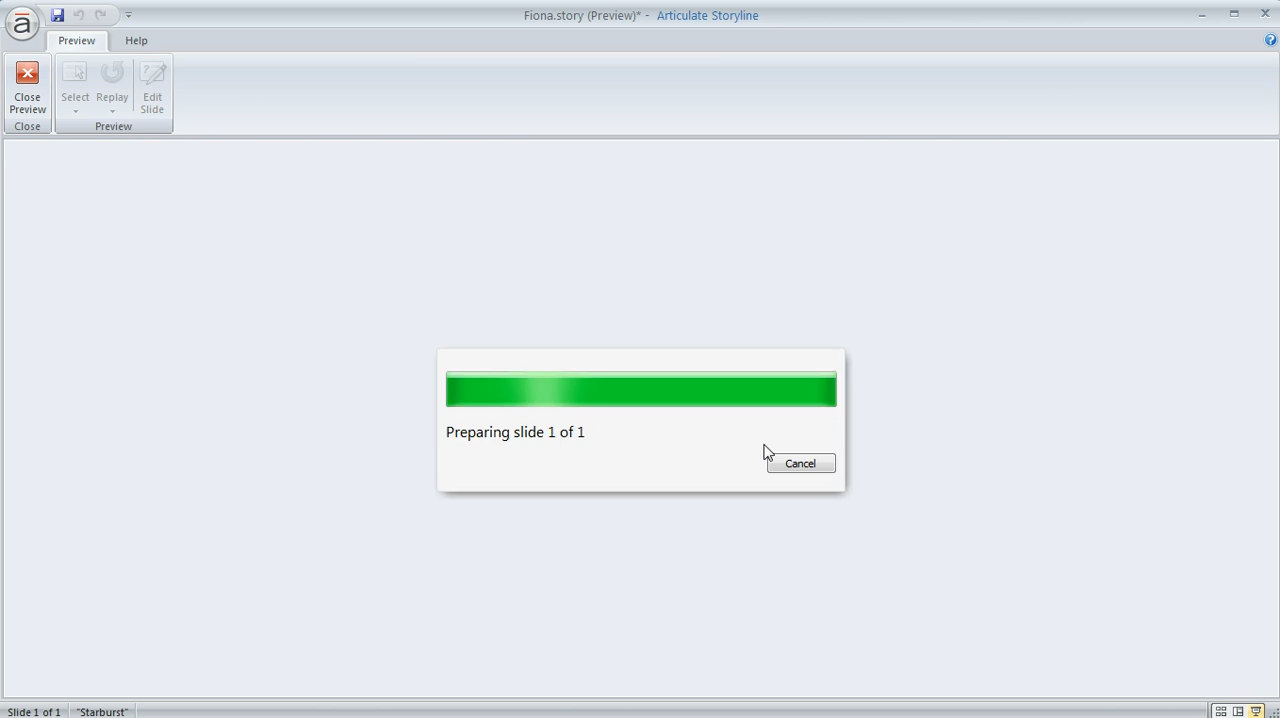 Fiona.story (Preview)* - Articulate Storyline
Preview Help
Close Preview
Select
Replay
Edit Slide
Close
Preview
Preparing slide 1 of 1
Cancel
Slide 1 of 1 "Starburst"